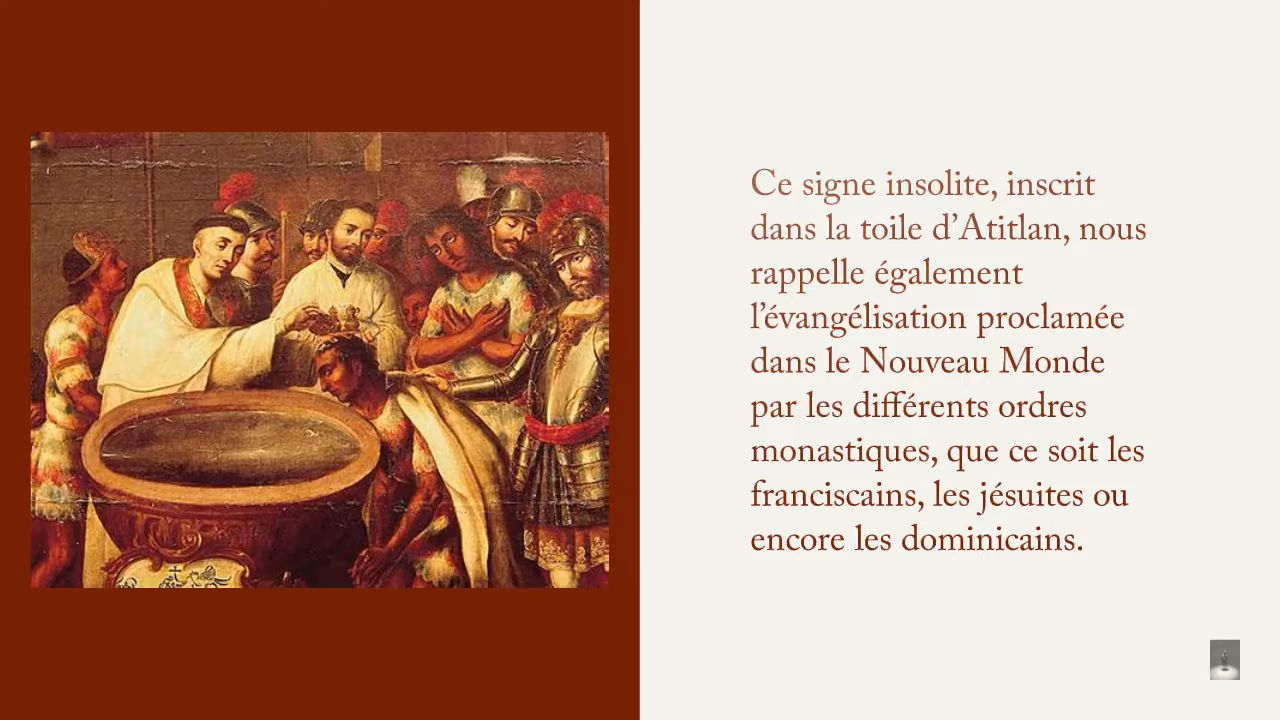 Ce signe insolite, inscrit
dans la toile d’Atitlan, nous
rappelle également
l’évangélisation proclamée
dans le Nouveau Monde
par les différents ordres
monastiques, que ce soit les
franciscains, les jésuites ou
encore les dominicains.